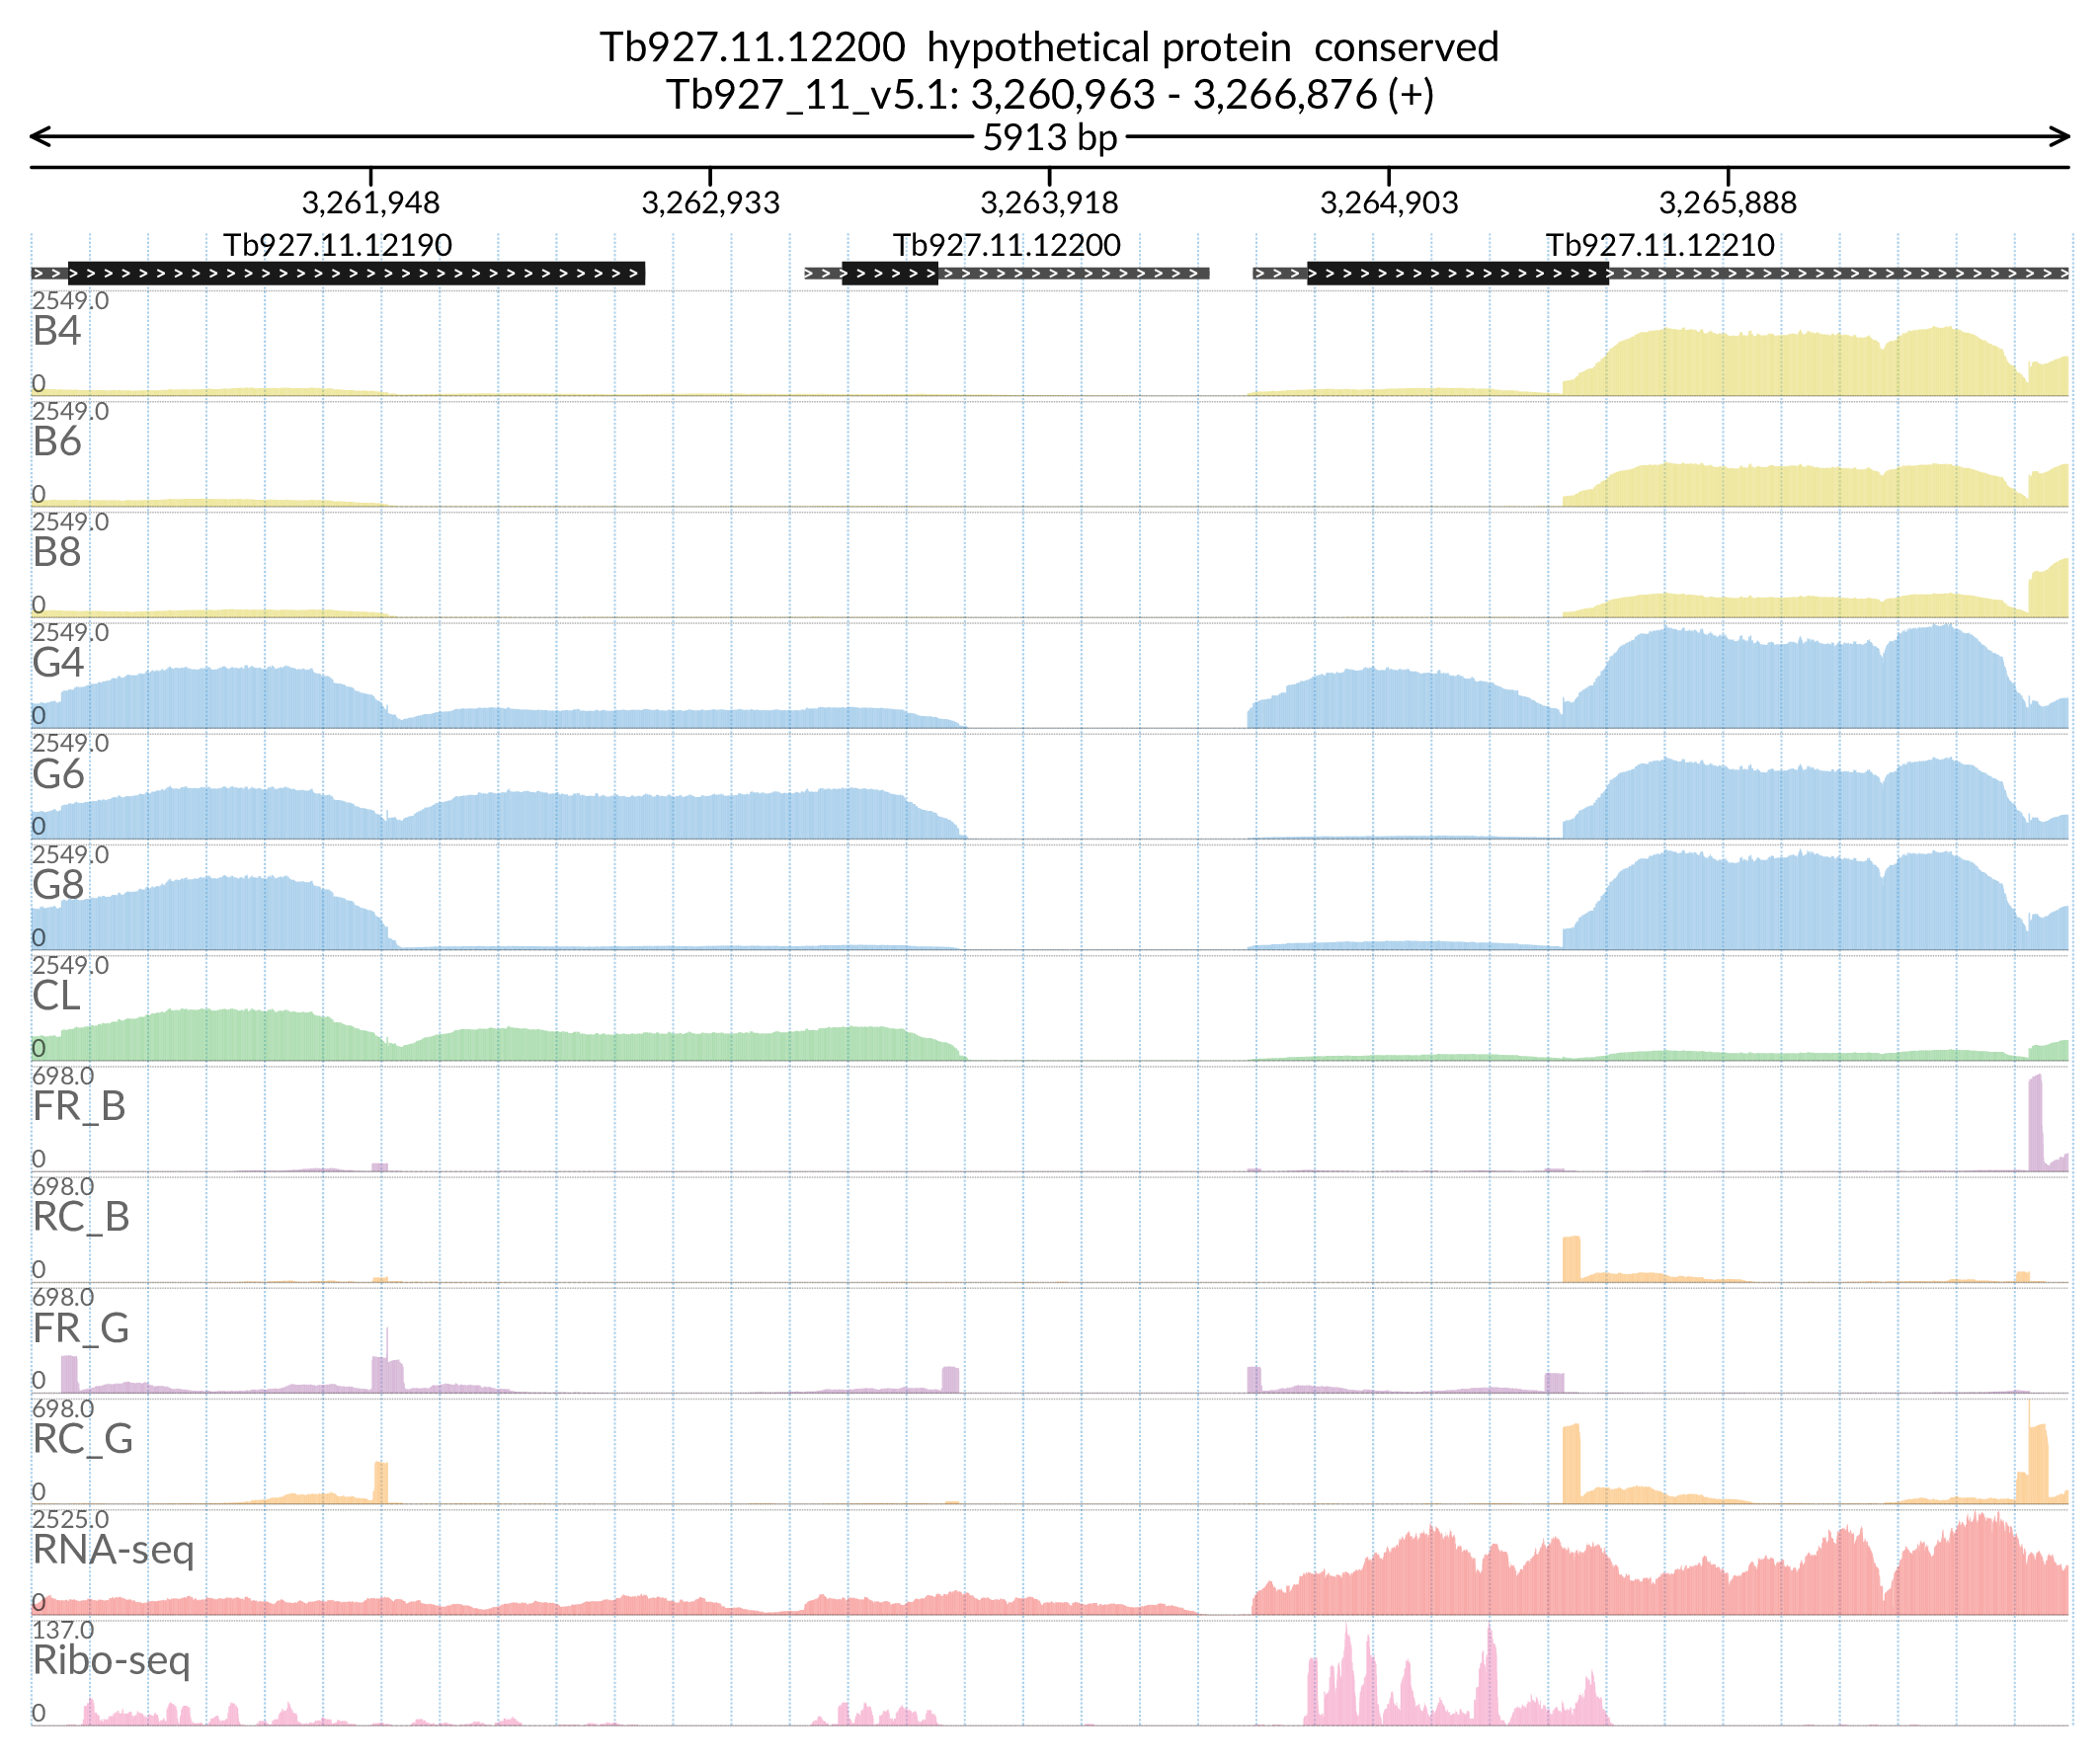 Tb927.11.12200 hypothetical protein conserved
Tb927_11_v5.1: 3,260,963 - 3,266,876 (+)
5913 bp
3,261,948 3,262,933 3,263,918 3,264,903 3,265,888
Tb927.11.12190 Tb927.11.12200 Tb927.11.12210
2549.0
B4
0
2549.0
B6
0
2549.0
B8
0
2549.0
G4
0
2549.0
G6
0
2549.0
G8
0
2549.0
CL
0
698.0
FR_B
0
698.0
RC_B
0
698.0
FR_G
0
698.0
RC_G
0
2525.0
RNA-seq
0
137.0
Ribo-seq
0